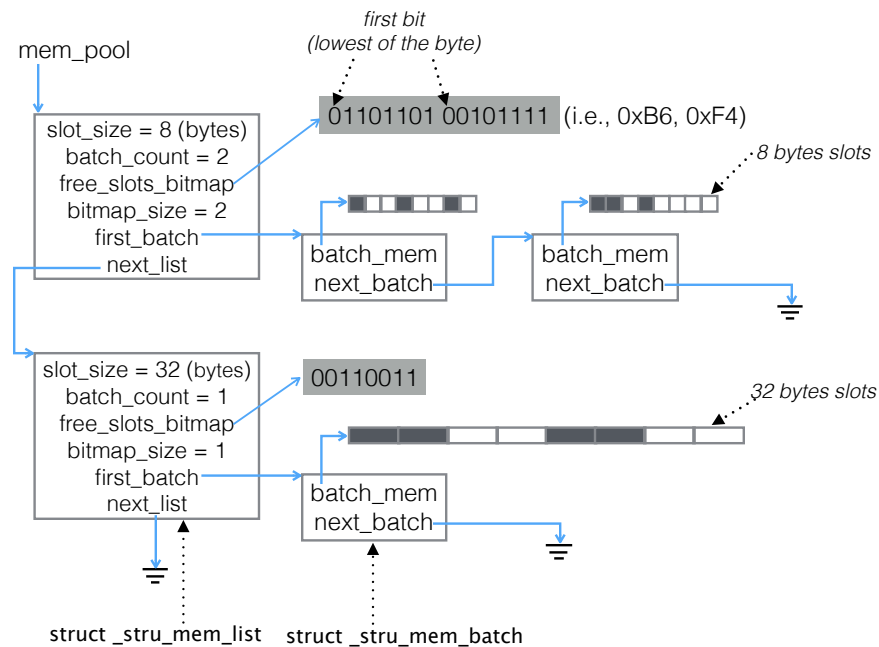 first bit
(lowest of the byte)
mem_pool
01101101 00101111 (i.e., 0xB6, 0xF4)
slot_size = 8 (bytes)
batch_count = 2
free_slots_bitmap
bitmap_size = 2
first_batch
next_list
8 bytes slots
batch_mem
next_batch
batch_mem
next_batch
slot_size = 32 (bytes)
batch_count = 1
free_slots_bitmap
bitmap_size = 1
first_batch
next_list
00110011
32 bytes slots
batch_mem
next_batch
struct _stru_mem_list
struct _stru_mem_batch